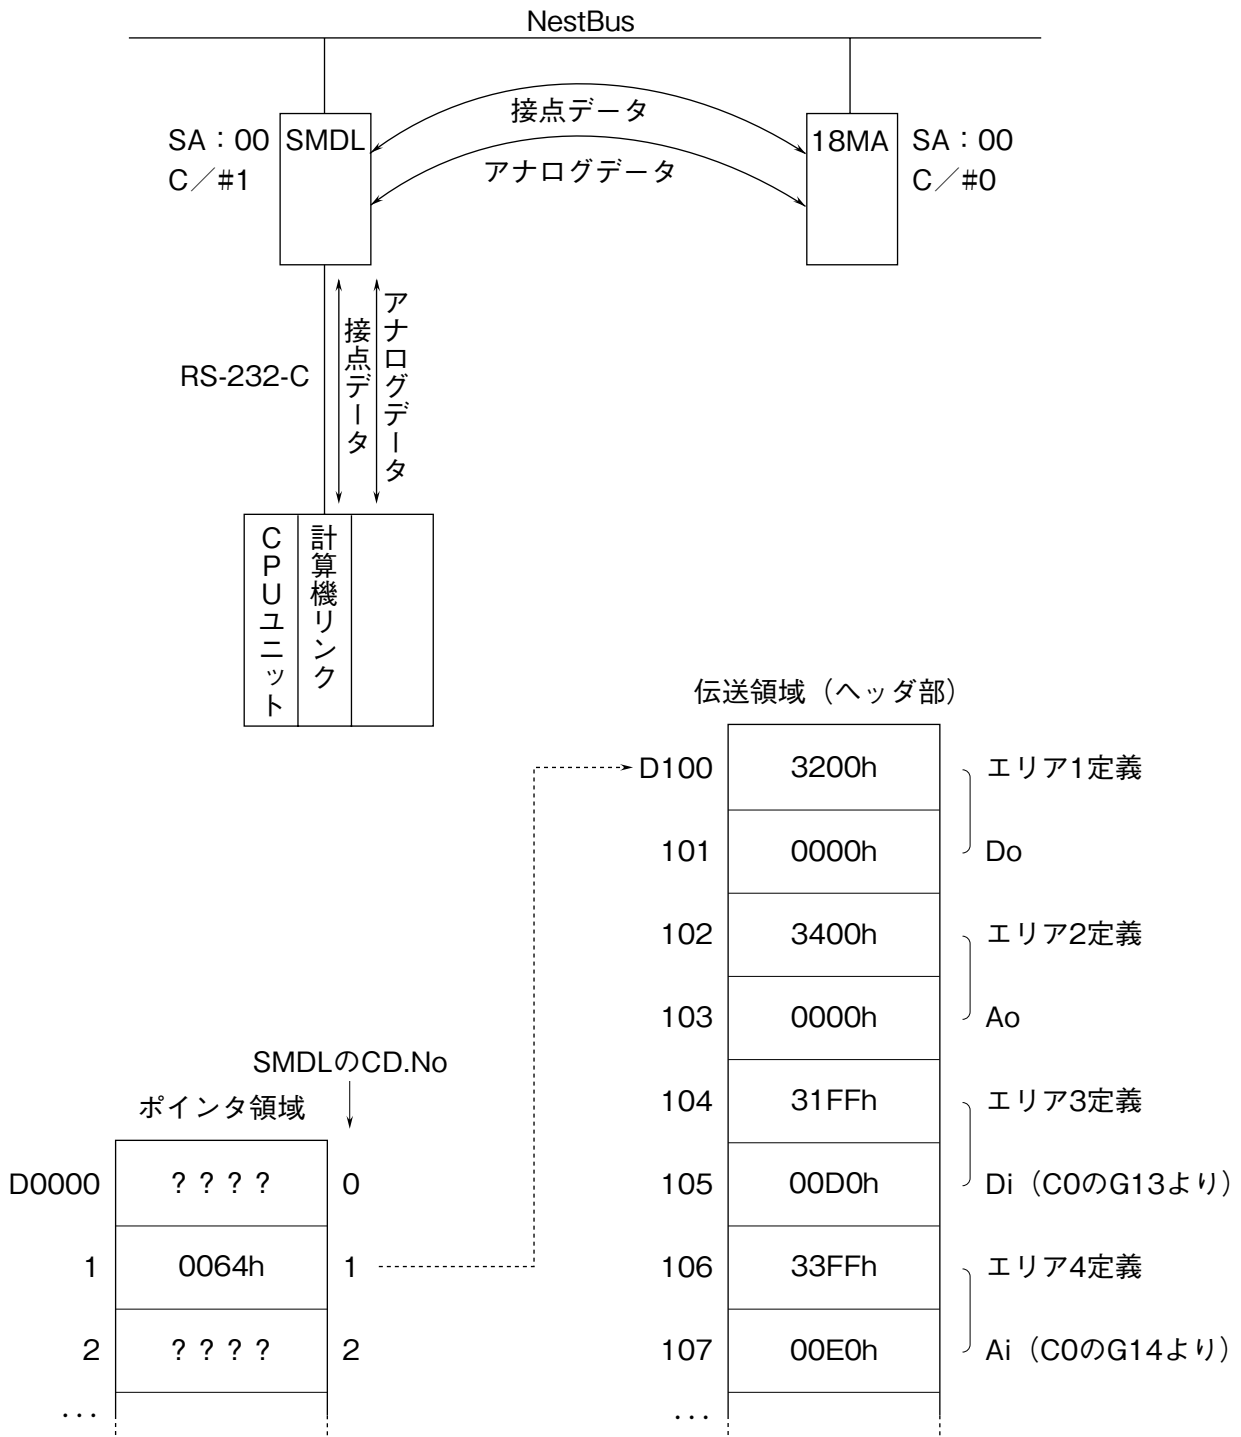 NestBus
SA：00
C／#1
SMDL
接点データ
アナログデータ
18MA
SA：00
C／#0
RS-232-C
接点データ
アナログデータ
CPUユニット
計算機リンク
伝送領域（ヘッダ部）
D100 3200h エリア1定義
101 0000h Do
102 3400h エリア2定義
103 0000h Ao
104 31FFh エリア3定義
105 00D0h Di（C0のG13より）
106 33FFh エリア4定義
107 00E0h Ai（C0のG14より）
...
SMDLのCD.No
ポインタ領域
D0000 ？？？？ 0
1 0064h 1
2 ？？？？ 2
...